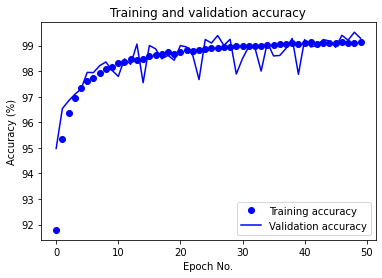 Training and validation accuracy
Accuracy (%)
99
98
97
96
95
94
93
92
0
10
20
30
40
50
Epoch No.
Training accuracy
Validation accuracy